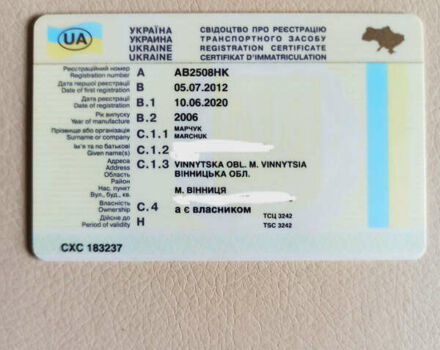 UA
УКРАЇНА
УКРАИНА
UKRAINE
UKRAINE
СВІДОЦТВО ПРО РЕЄСТРАЦІЮ
ТРАНСПОРТНОГО ЗАСОБУ
REGISTRATION CERTIFICATE
CERTIFIKAT D'IMMATRICULATION
Реєстраційний номер
Registration number
A AB2508HK
Дата першої реєстрації
Date of first registration
B 05.07.2012
Дата реєстрації
Date of registration
B.1 10.06.2020
Рік випуску
Year of manufacture
B.2 2006
Прізвище або організація
Surname or company
C.1.1 МАРЧУК
MARCHUK
Ім'я та по батькові
Given name(s)
C.1.2
Адреса
Address
C.1.3 VINNYTSKA OBL. M. VINNYTSIA
Область
ВІННИЦЬКА ОБЛ.
Район
Нас. пункт
М. ВІННИЦЯ
Вул., буд., кв.
Власність
Ownership
C.4 а є власником
Дійсне до
Period of validity
H
ТСЦ 3242
TSC 3242
СХС 183237